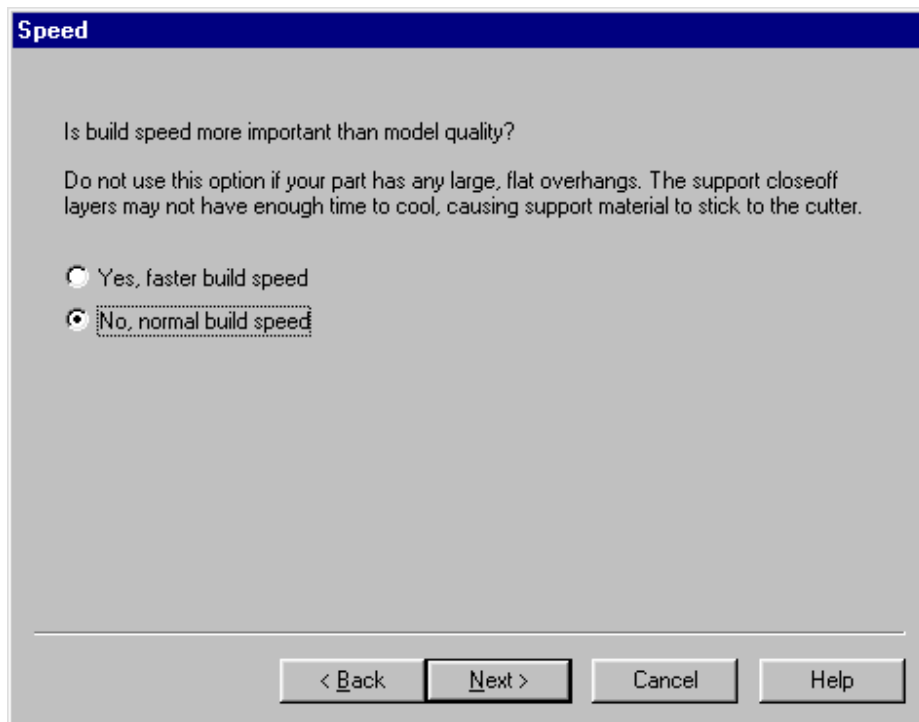 Speed
Is build speed more important than model quality?
Do not use this option if your part has any large, flat overhangs. The support closeoff
layers may not have enough time to cool, causing support material to stick to the cutter.
Yes, faster build speed
No, normal build speed
< Back
Next >
Cancel
Help